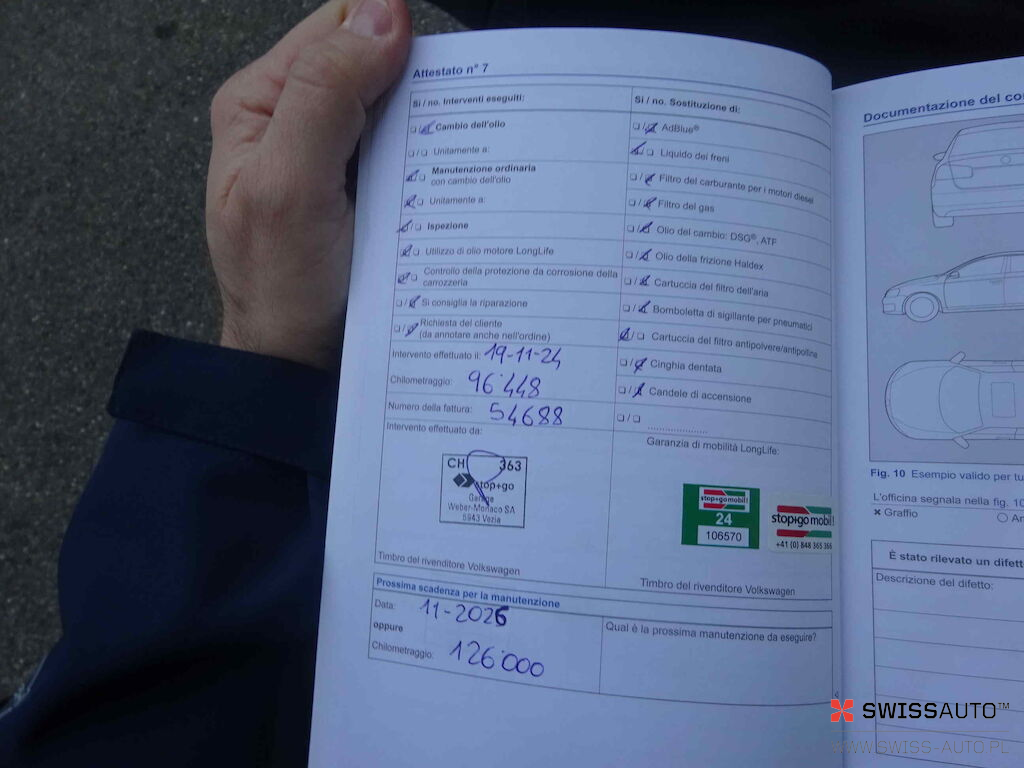 Attestato n° 7
Si / no. Interventi eseguiti:
Cambio dell'olio
Unitamente a:
Manutenzione ordinaria
con cambio dell'olio
Unitamente a:
Ispezione
Utilizzo di olio motore LongLife
Controllo della protezione da corrosione della
carrozzeria
Si consiglia la riparazione
Richiesta del cliente
(da annotare anche nell'ordine)
Intervento effettuato il: 19-11-24
Chilometraggio: 96'448
Numero della fattura: 54688
Intervento effettuato da:
CH 363
stop+go
Garage
Weber-Monaco SA
6943 Vezia
Timbro del rivenditore Volkswagen
Si / no. Sostituzione di:
AdBlue®
Liquido dei freni
Filtro del carburante per i motori diesel
Filtro del gas
Olio del cambio: DSG®, ATF
Olio della frizione Haldex
Cartuccia del filtro dell'aria
Bomboletta di sigillante per pneumatici
Cartuccia del filtro antipolvere/antipolline
Cinghia dentata
Candele di accensione
Garanzia di mobilità LongLife:
stop+go mobil!
24
106570
stop+go mobil!
+41 (0) 848 365 365
Timbro del rivenditore Volkswagen
Prossima scadenza per la manutenzione
Data: 11-2026
oppure
Chilometraggio: 126'000
Qual è la prossima manutenzione da eseguire?
Documentazione del
Fig. 10 Esempio valido per
L'officina segnala nella fig. 10
Graffio
È stato rilevato un
Descrizione del difetto:
SWISSAUTO™
WWW.SWISS-AUTO.PL